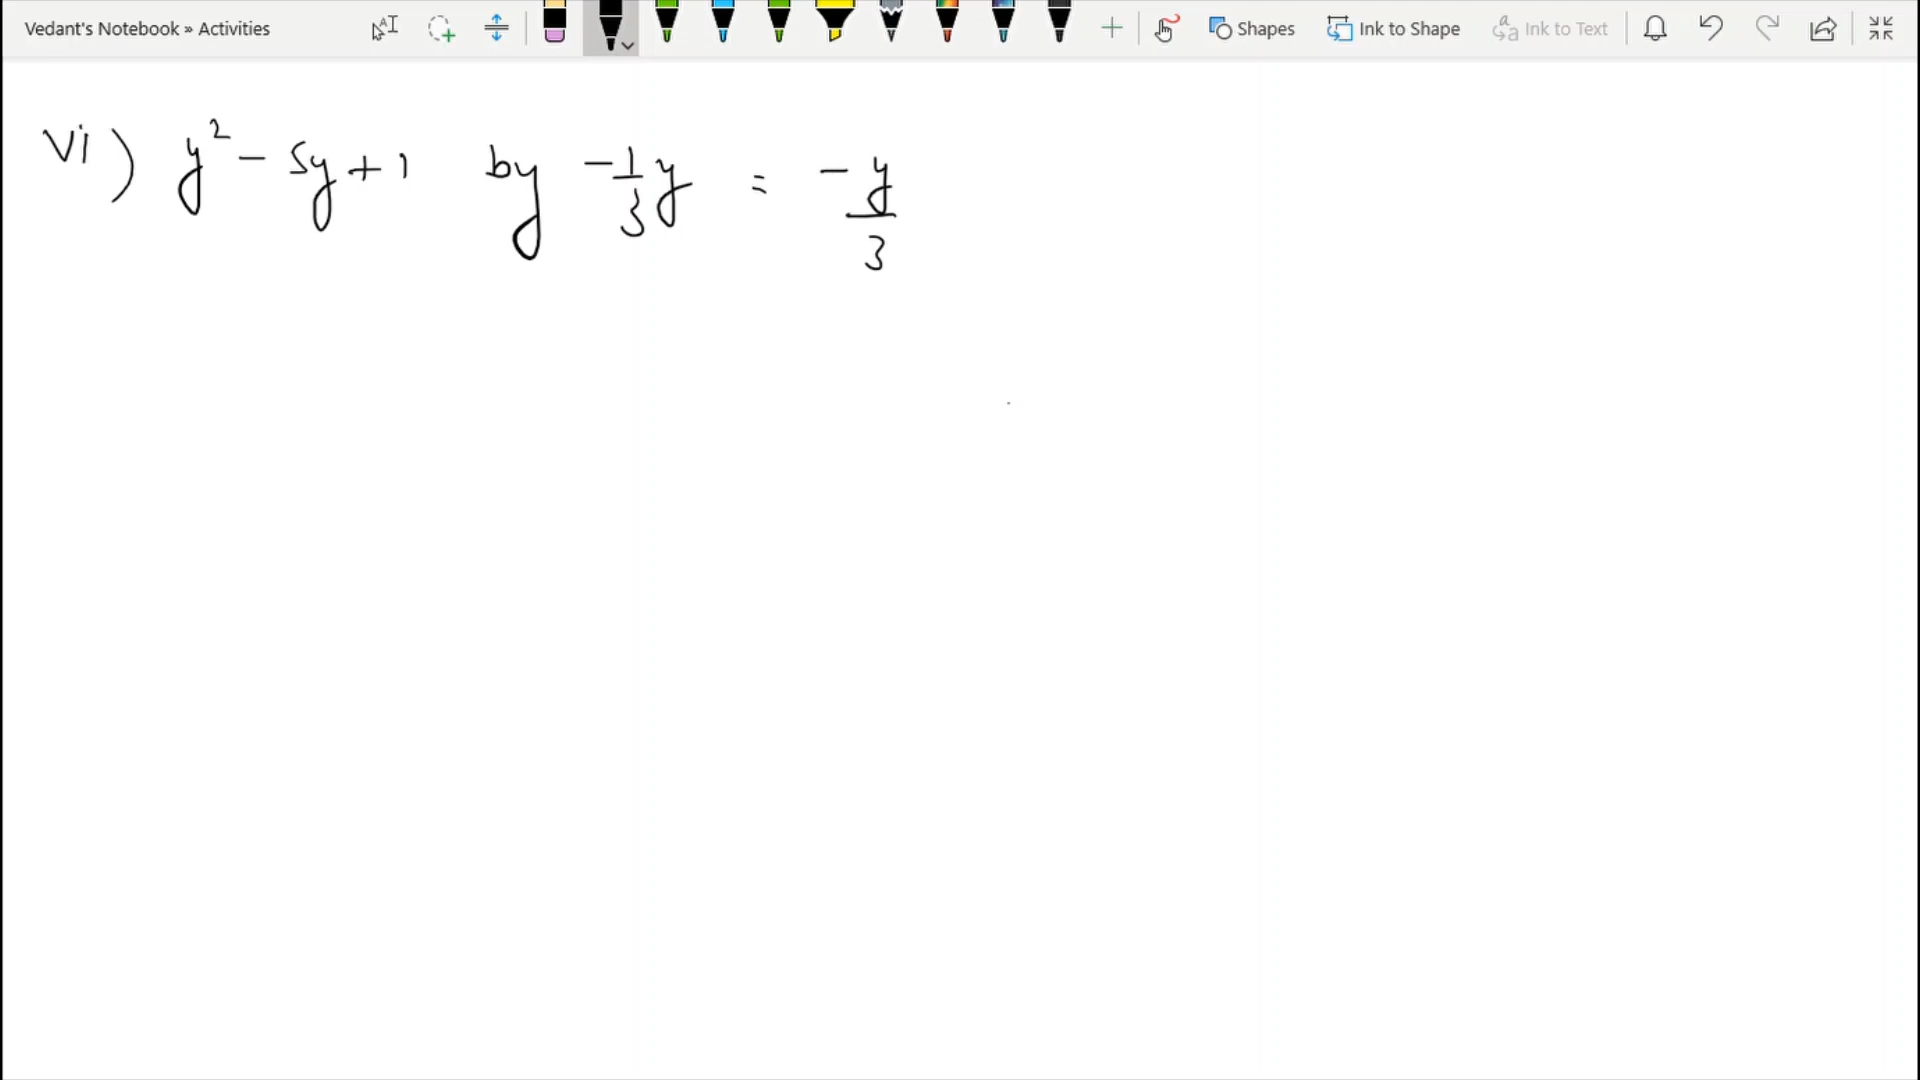 Vedant's Notebook » Activities Shapes Ink to Shape Ink to Text
vi) y² - 5y + 1 by -1/3 y = -y/3